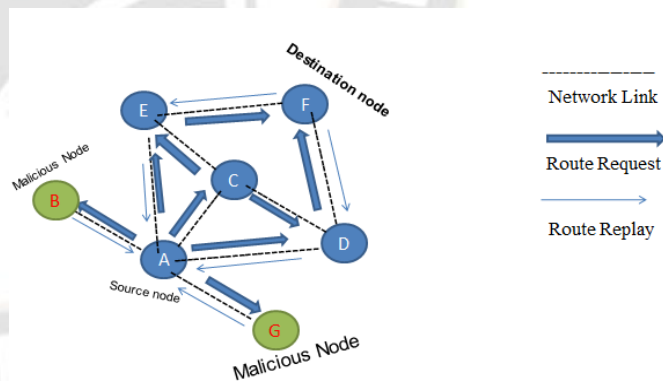 Destination node
E
F
Malicious Node
B
C
A
D
Source node
G
Malicious Node
Network Link
Route Request
Route Replay